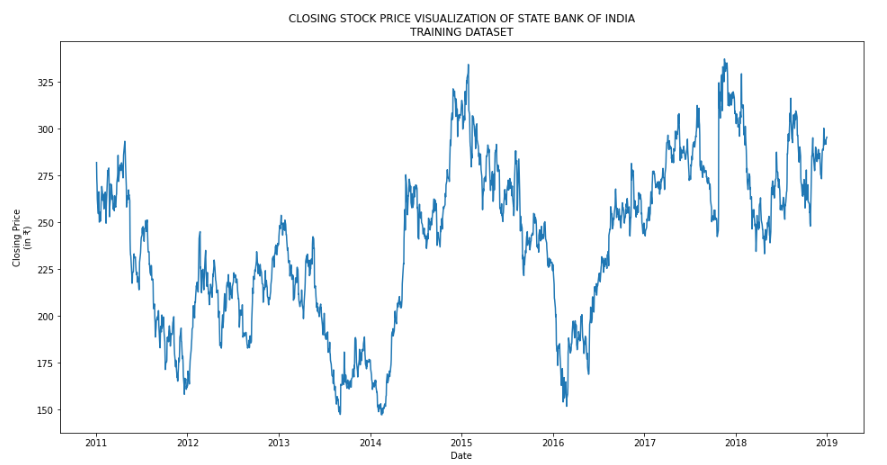 CLOSING STOCK PRICE VISUALIZATION OF STATE BANK OF INDIA
TRAINING DATASET
325
300
275
250
225
200
175
150
Closing Price
(in ₹)
2011 2012 2013 2014 2015 2016 2017 2018 2019
Date